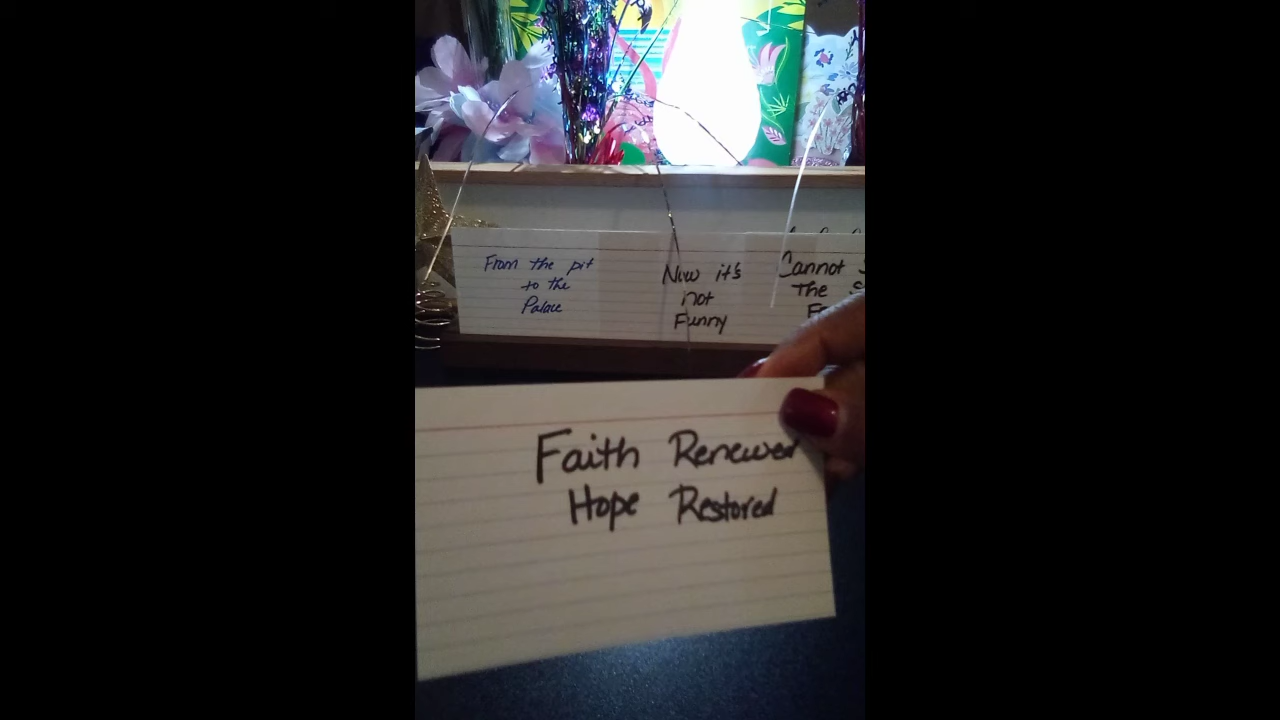 From the pit
to the
Palace
Now it's
not
Funny
Cannot
The
Faith Renewed
Hope Restored